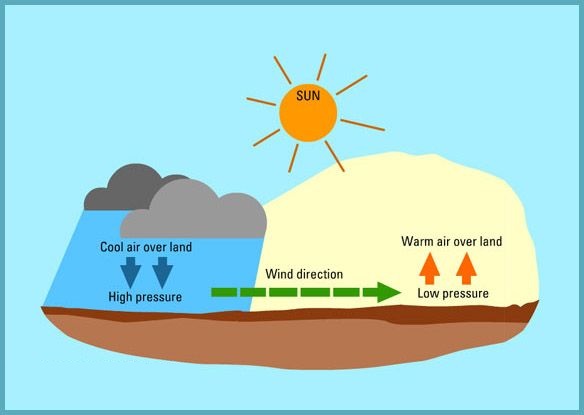 SUN
Cool air over land
High pressure
Wind direction
Warm air over land
Low pressure